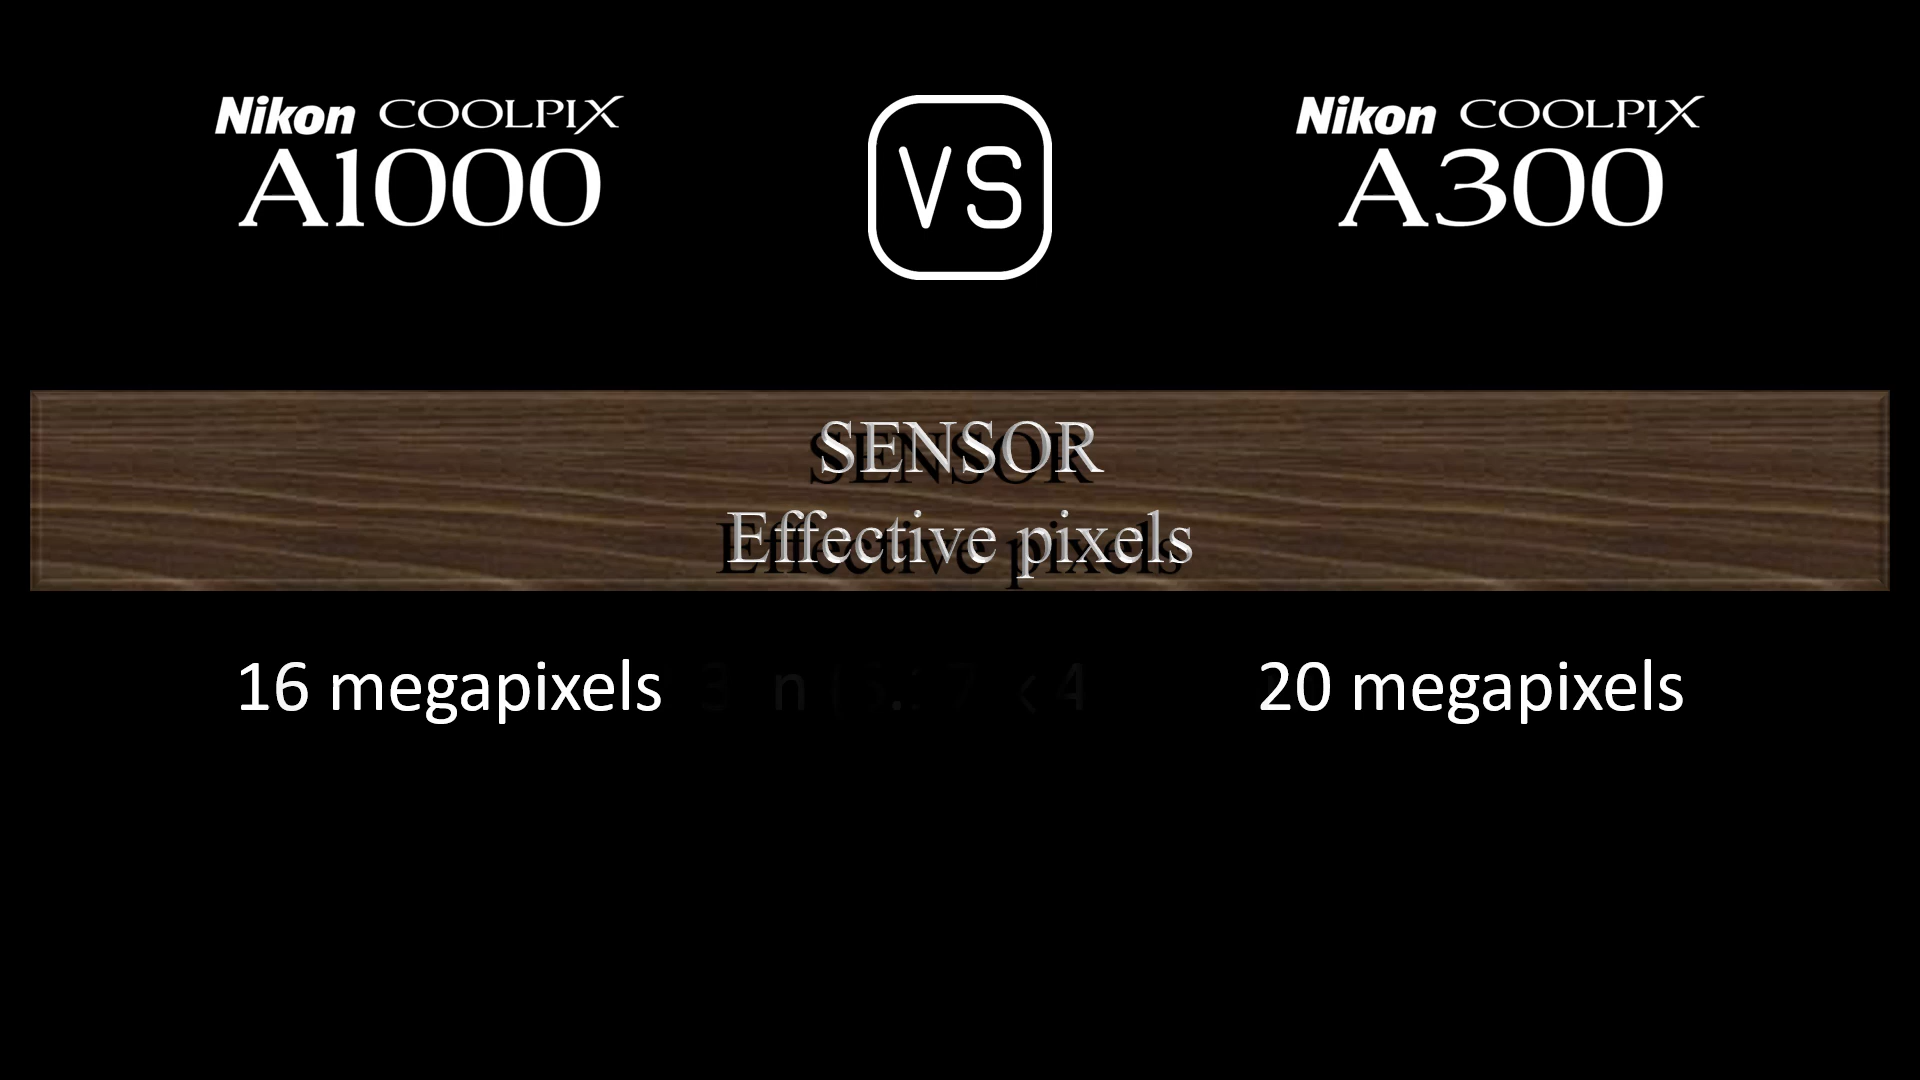 Nikon COOLPIX
A1000
VS
Nikon COOLPIX
A300
SENSOR
Effective pixels
16 megapixels
20 megapixels